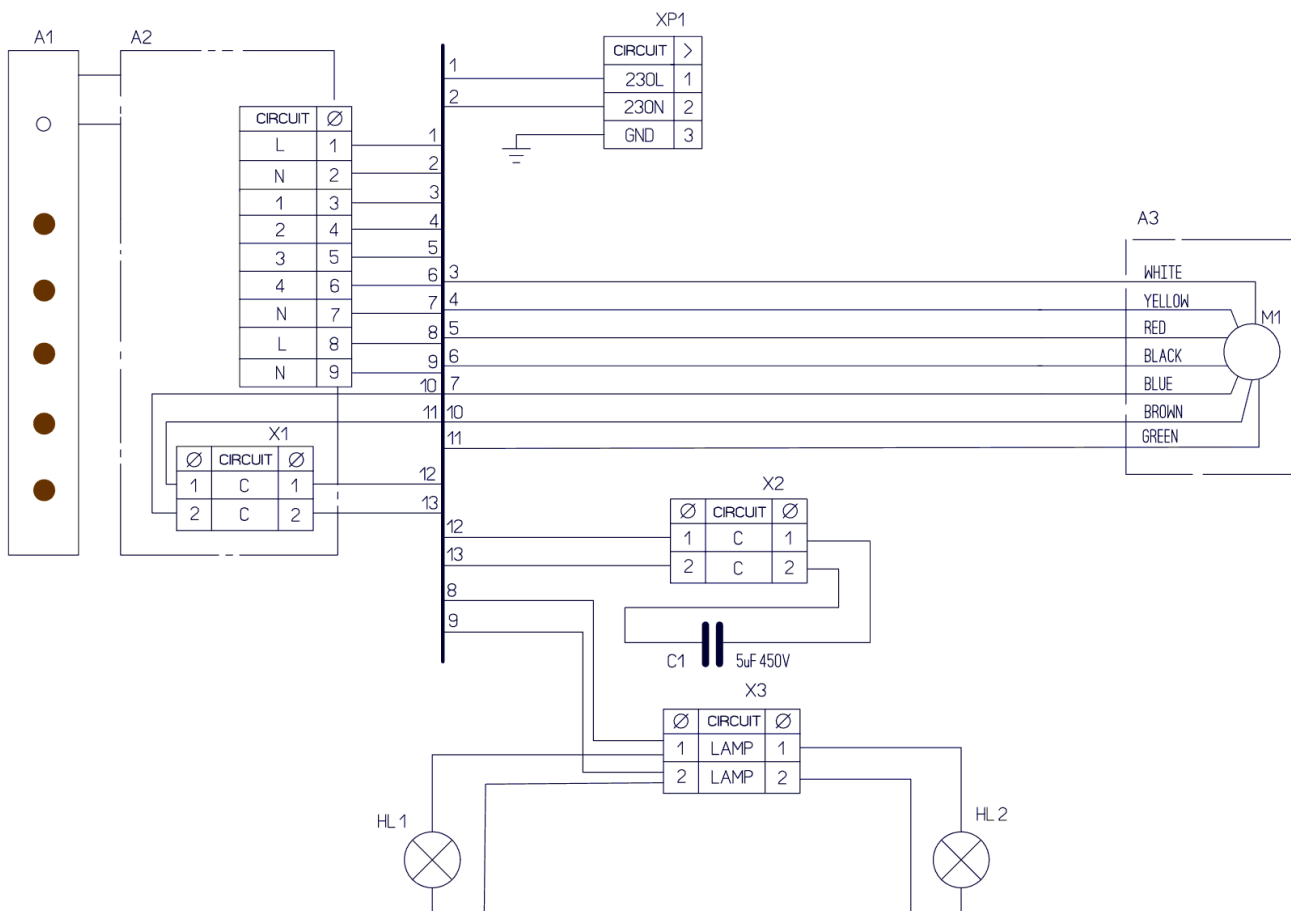 XP1
A1
A2
CIRCUIT >
1
230L 1
2
230N 2
GND 3
CIRCUIT Ø
L 1 1
N 2 2
1 3 3
2 4 4
3 5 5
4 6 6
N 7 7
L 8 8
N 9 9
10
11
A3
3 WHITE
4 YELLOW
5 RED
M1
6 BLACK
7 BLUE
10 BROWN
11 GREEN
X1
Ø CIRCUIT Ø
1 C 1 12
2 C 2 13
X2
Ø CIRCUIT Ø
12
1 C 1
13
2 C 2
8
9
C1 5uF 450V
X3
Ø CIRCUIT Ø
1 LAMP 1
2 LAMP 2
HL1
HL2